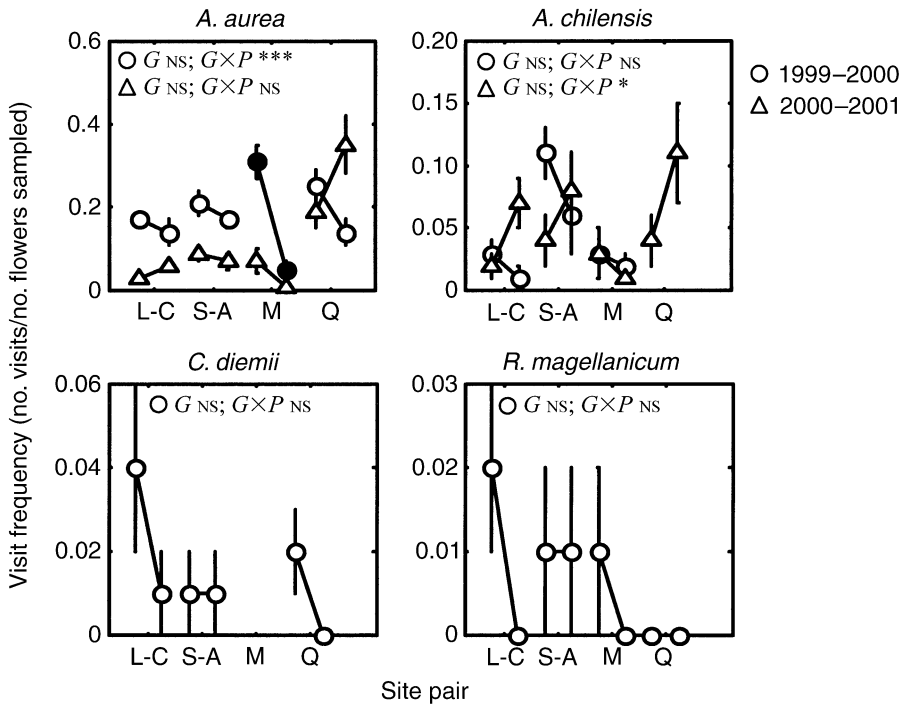 A. aurea
A. chilensis
0.6
0.4
0.2
0
G NS; G×P ***
G NS; G×P NS
L-C S-A M Q
0.20
0.15
0.10
0.05
0
G NS; G×P NS
G NS; G×P *
L-C S-A M Q
1999–2000
2000–2001
Visit frequency (no. visits/no. flowers sampled)
C. diemii
R. magellanicum
0.06
0.04
0.02
0
G NS; G×P NS
L-C S-A M Q
0.03
0.02
0.01
0
G NS; G×P NS
L-C S-A M Q
Site pair